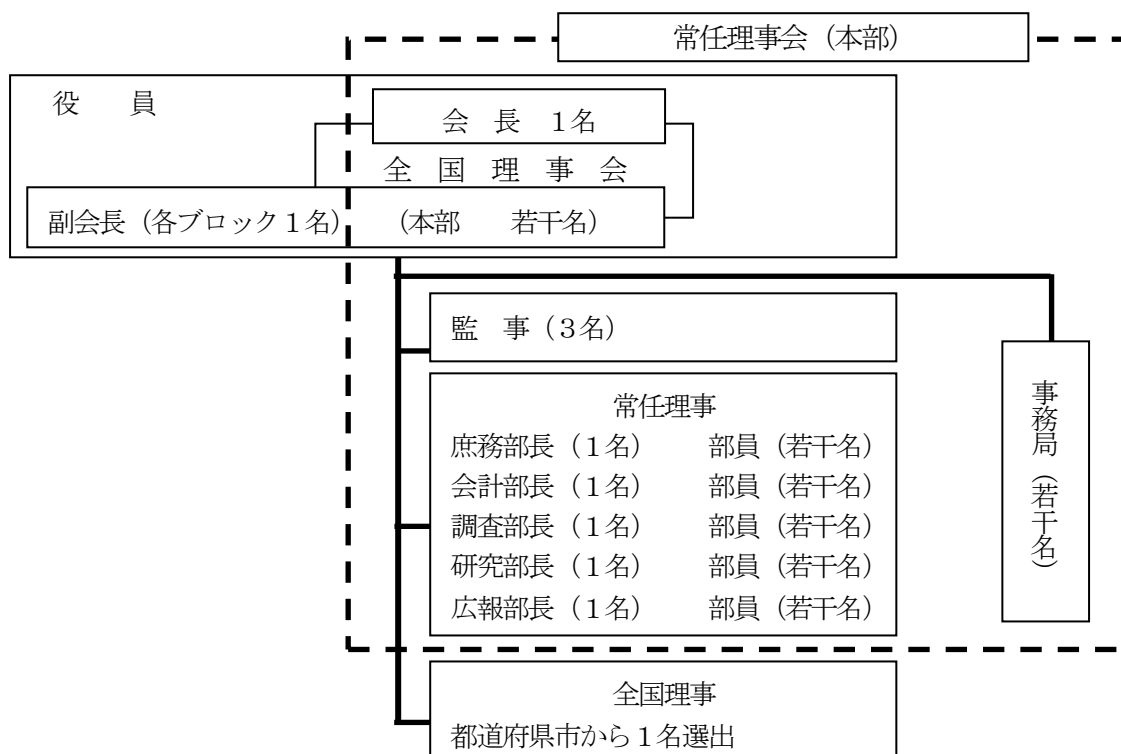 常任理事会(本部)
役　　員
会　長　1名
全　国　理　事　会
副会長(各ブロック1名)　　(本部　　若干名)
監　事(3名)
常任理事
庶務部長(1名)　　部員(若干名)
会計部長(1名)　　部員(若干名)
調査部長(1名)　　部員(若干名)
研究部長(1名)　　部員(若干名)
広報部長(1名)　　部員(若干名)
事務局(若干名)
全国理事
都道府県市から1名選出